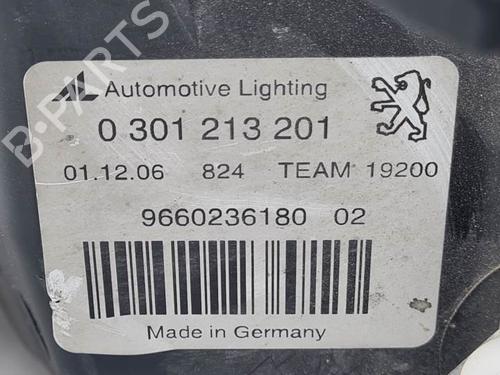 Automotive Lighting
0 301 213 201
01.12.06 824 TEAM 19200
9660236180 02
Made in Germany
B-PARTS